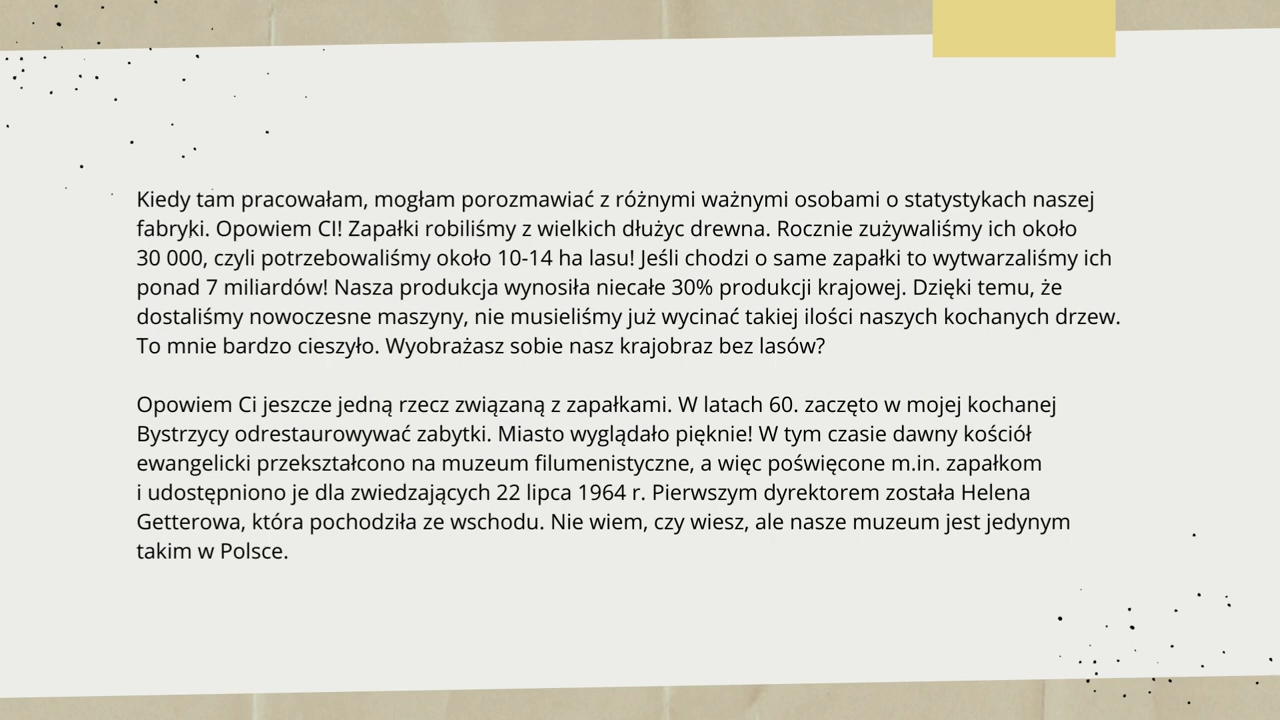 Kiedy tam pracowałam, mogłam porozmawiać z różnymi ważnymi osobami o statystykach naszej
fabryki. Opowiem CI! Zapałki robiliśmy z wielkich dłużyc drewna. Rocznie zużywaliśmy ich około
30 000, czyli potrzebowaliśmy około 10-14 ha lasu! Jeśli chodzi o same zapałki to wytwarzaliśmy ich
ponad 7 miliardów! Nasza produkcja wynosiła niecałe 30% produkcji krajowej. Dzięki temu, że
dostaliśmy nowoczesne maszyny, nie musieliśmy już wycinać takiej ilości naszych kochanych drzew.
To mnie bardzo cieszyło. Wyobrażasz sobie nasz krajobraz bez lasów?
Opowiem Ci jeszcze jedną rzecz związaną z zapałkami. W latach 60. zaczęto w mojej kochanej
Bystrzycy odrestaurowywać zabytki. Miasto wyglądało pięknie! W tym czasie dawny kościół
ewangelicki przekształcono na muzeum filumenistyczne, a więc poświęcone m.in. zapałkom
i udostępniono je dla zwiedzających 22 lipca 1964 r. Pierwszym dyrektorem została Helena
Getterowa, która pochodziła ze wschodu. Nie wiem, czy wiesz, ale nasze muzeum jest jedynym
takim w Polsce.